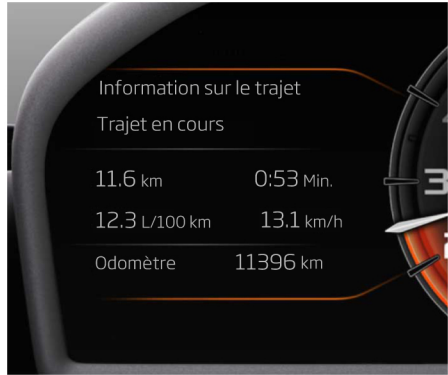 Information sur le trajet
Trajet en cours
11.6 km 0:53 Min.
12.3 L/100 km 13.1 km/h
Odomètre 11396 km
3